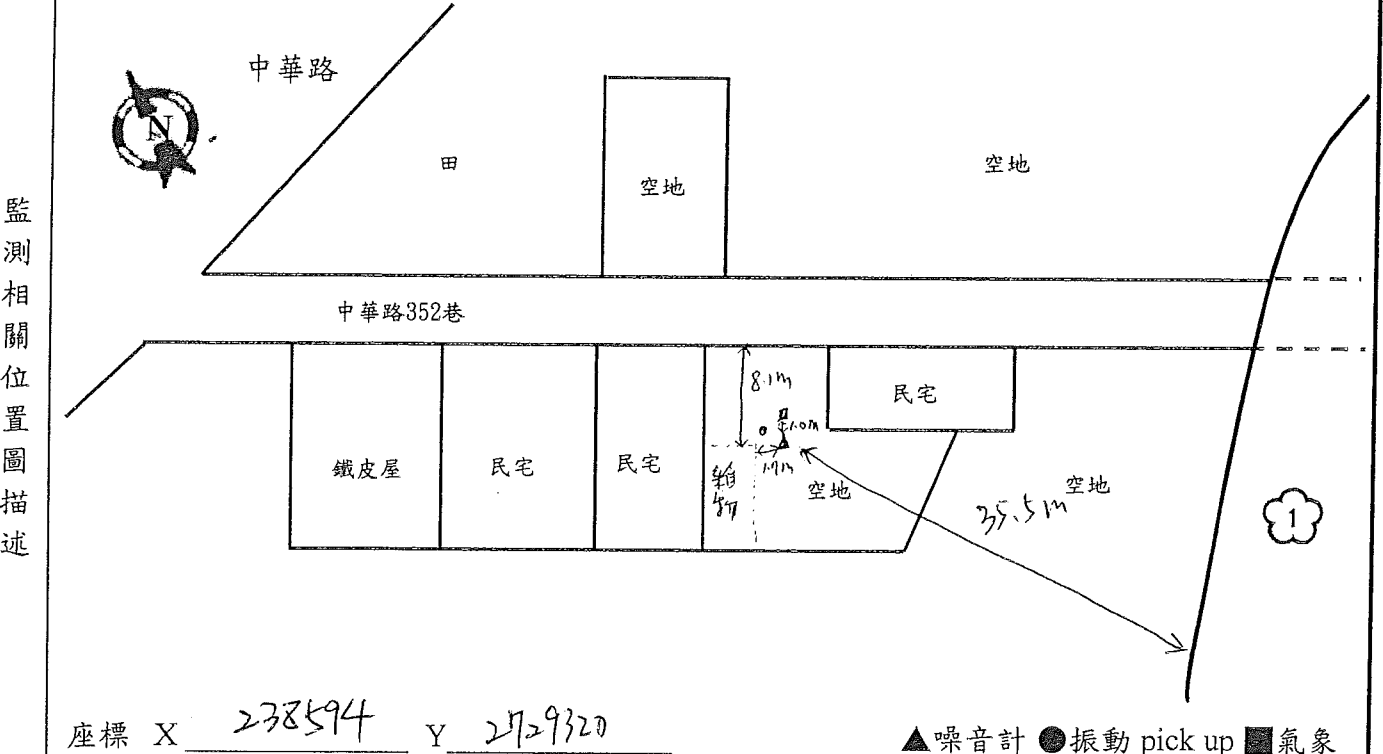 監測相關位置圖描述
中華路
N
田
空地
空地
中華路352巷
8.1m
民宅
1.0m
鐵皮屋
民宅
民宅
雜物
1.7m
空地
35.5m
空地
1
座標 X 238594 Y 2729320
▲噪音計 ●振動 pick up ■氣象